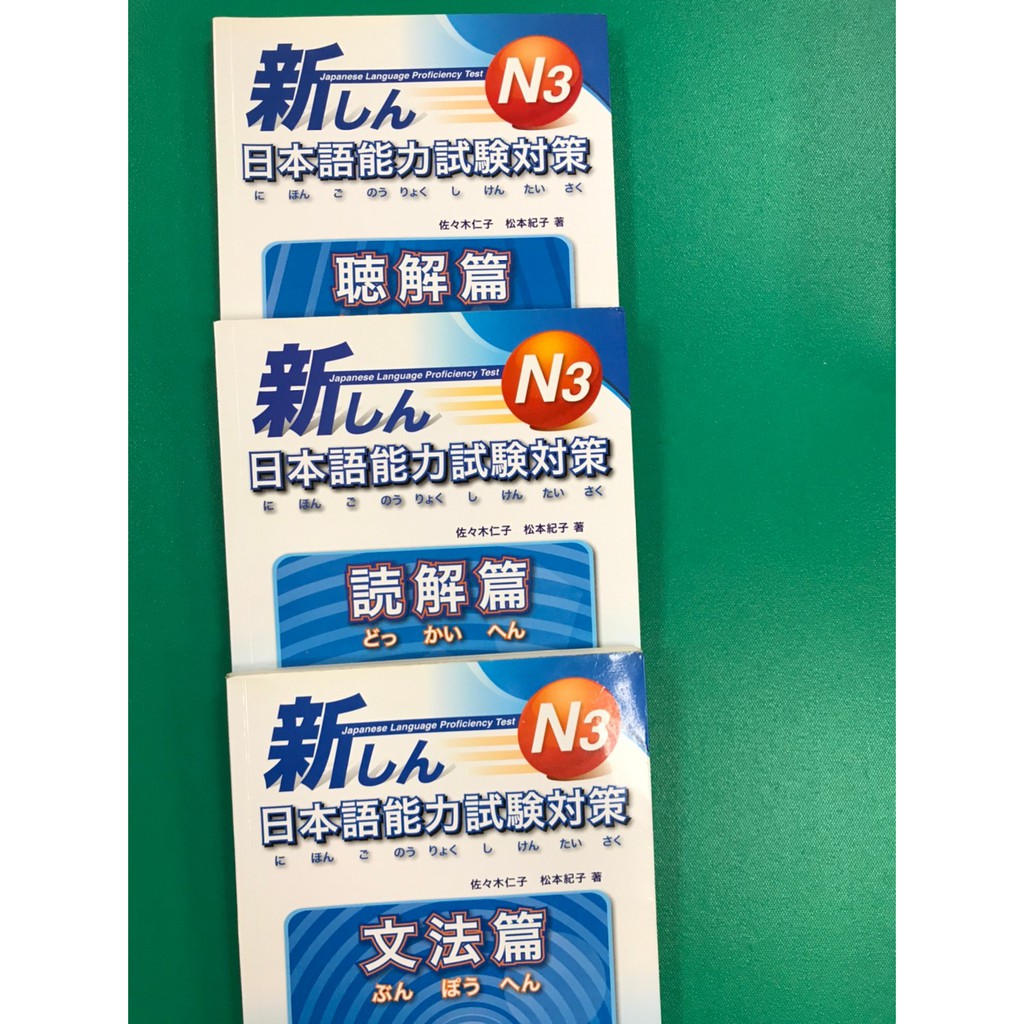 新しん
Japanese Language Proficiency Test
N3
日本語能力試験対策
に ほん ご のう りょく し けん たい さく
佐々木仁子 松本紀子 著
聴解篇
新しん
Japanese Language Proficiency Test
N3
日本語能力試験対策
に ほん ご のう りょく し けん たい さく
佐々木仁子 松本紀子 著
読解篇
どっ かい へん
新しん
Japanese Language Proficiency Test
N3
日本語能力試験対策
に ほん ご のう りょく し けん たい さく
佐々木仁子 松本紀子 著
文法篇
ぶん ぽう へん